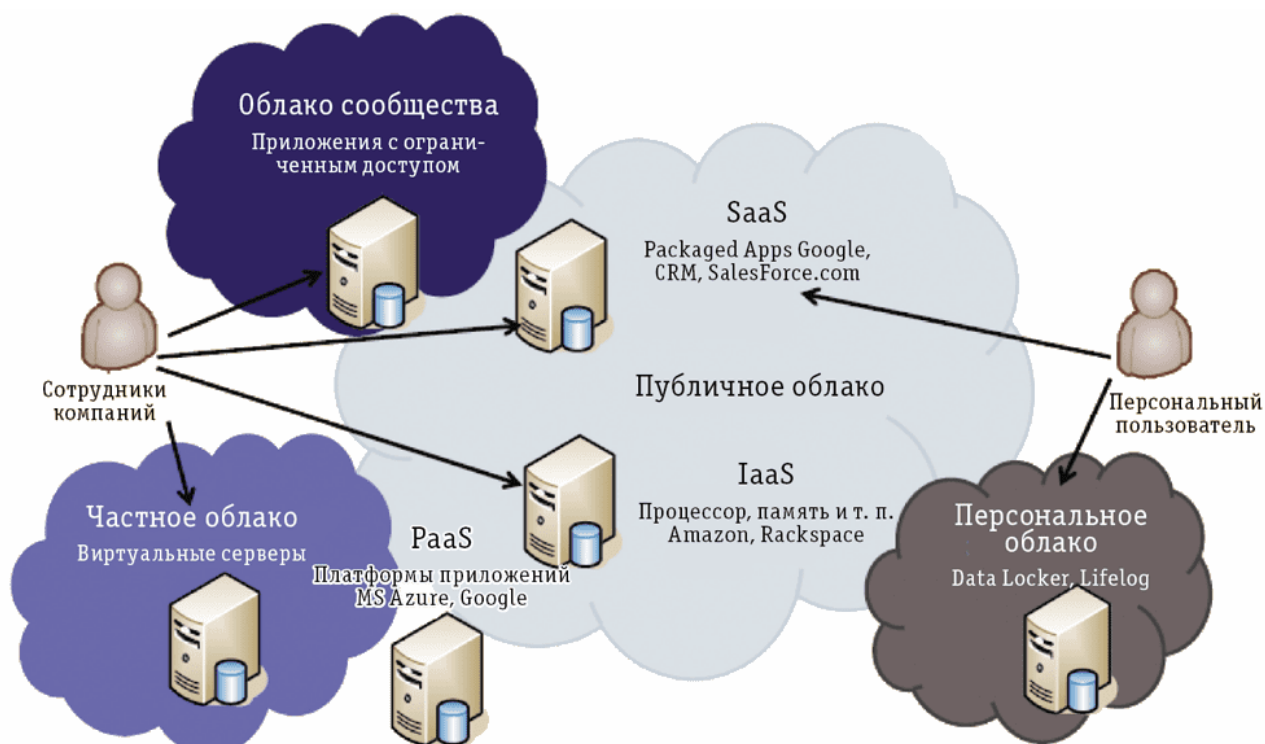 Облако сообщества
Приложения с ограни-
ченным доступом
SaaS
Packaged Apps Google,
CRM, SalesForce.com
Сотрудники
компаний
Публичное облако
Персональный
пользователь
Частное облако
Виртуальные серверы
PaaS
Платформы приложений
MS Azure, Google
IaaS
Процессор, память и т. п.
Amazon, Rackspace
Персональное
облако
Data Locker, Lifelog